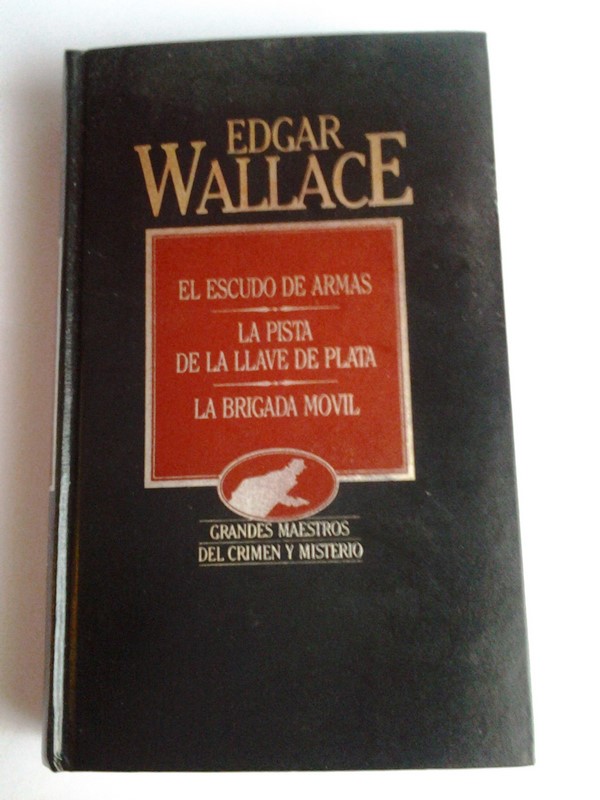 EDGAR
WALLACE
EL ESCUDO DE ARMAS
LA PISTA
DE LA LLAVE DE PLATA
LA BRIGADA MOVIL
GRANDES MAESTROS
DEL CRIMEN Y MISTERIO